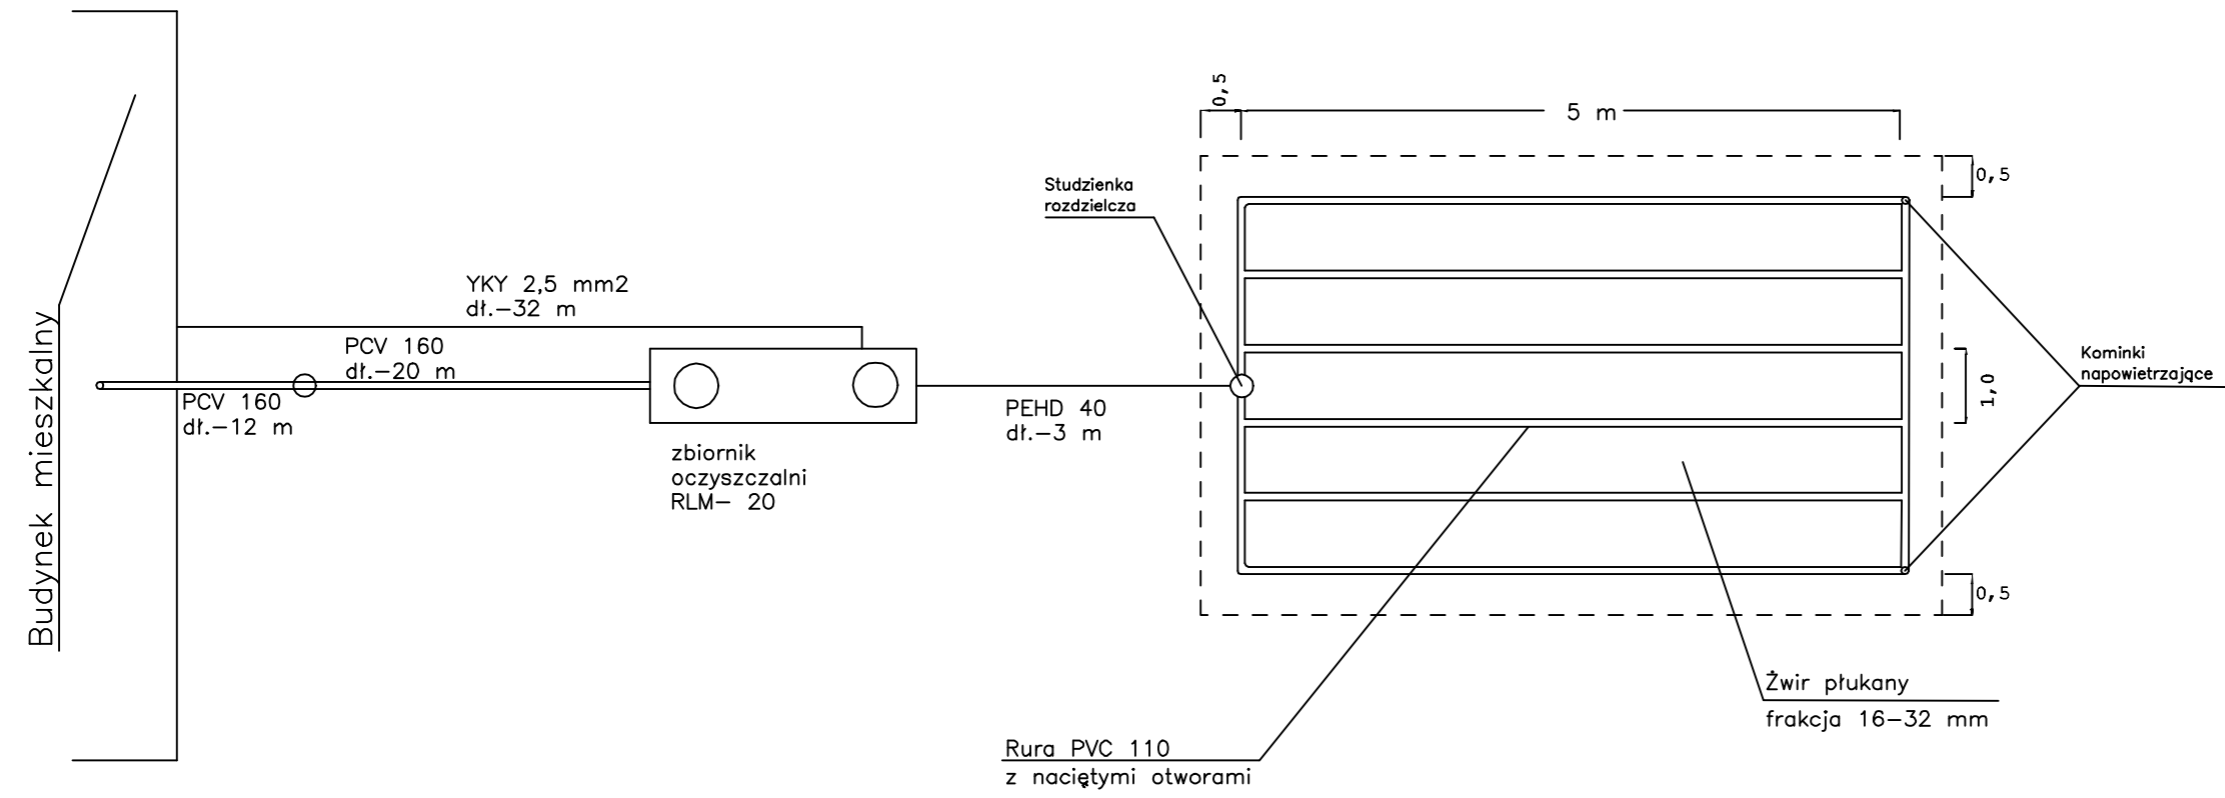 Budynek mieszkalny
YKY 2,5 mm2
dł.-32 m
PCV 160
dł.-20 m
PCV 160
dł.-12 m
zbiornik
oczyszczalni
RLM- 20
PEHD 40
dł.-3 m
Studzienka
rozdzielcza
0,5
5 m
0,5
1,0
Kominki
napowietrzające
0,5
Żwir płukany
frakcja 16-32 mm
Rura PVC 110
z naciętymi otworami